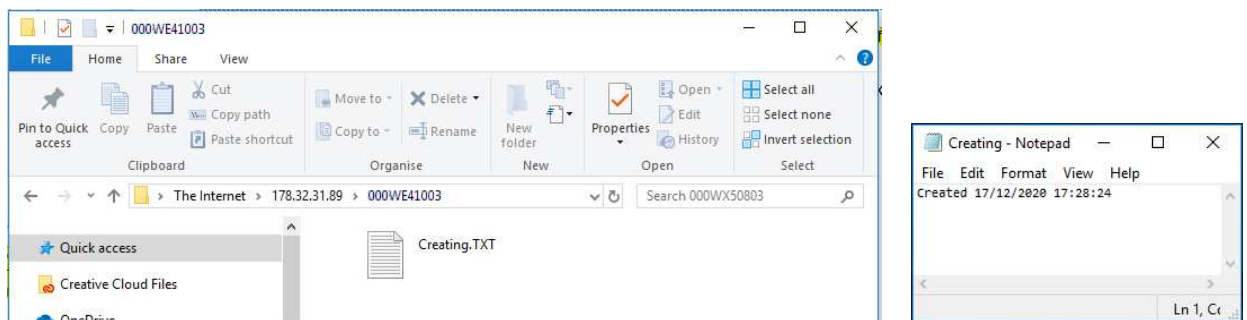 000WE41003
File Home Share View
Pin to Quick access
Copy
Paste
Cut
Copy path
Paste shortcut
Clipboard
Move to
Copy to
Delete
Rename
Organise
New folder
New
Properties
Open
Edit
History
Open
Select all
Select none
Invert selection
Select
The Internet > 178.32.31.89 > 000WE41003
Search 000WX50803
Quick access
Creative Cloud Files
OneDrive
Creating.TXT
Creating - Notepad
File Edit Format View Help
Created 17/12/2020 17:28:24
Ln 1,